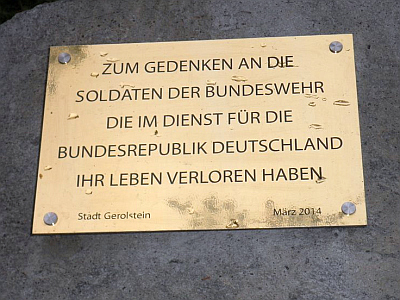 ZUM GEDENKEN AN DIE
SOLDATEN DER BUNDESWEHR
DIE IM DIENST FÜR DIE
BUNDESREPUBLIK DEUTSCHLAND
IHR LEBEN VERLOREN HABEN
Stadt Gerolstein März 2014